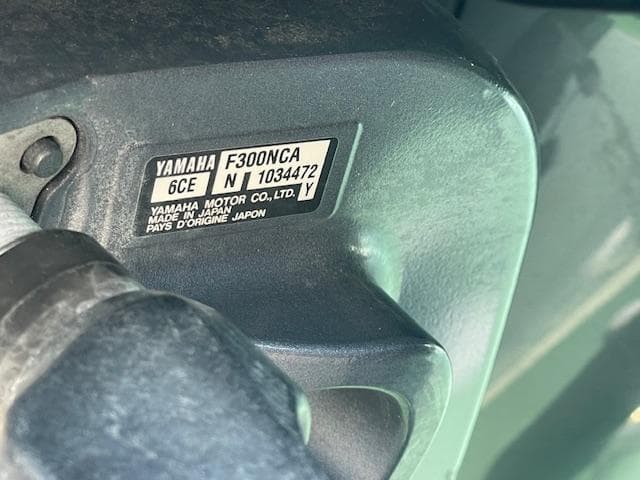 YAMAHA F300NCA
6CE N 1034472
YAMAHA MOTOR CO.,LTD. Y
MADE IN JAPAN
PAYS D'ORIGINE JAPON